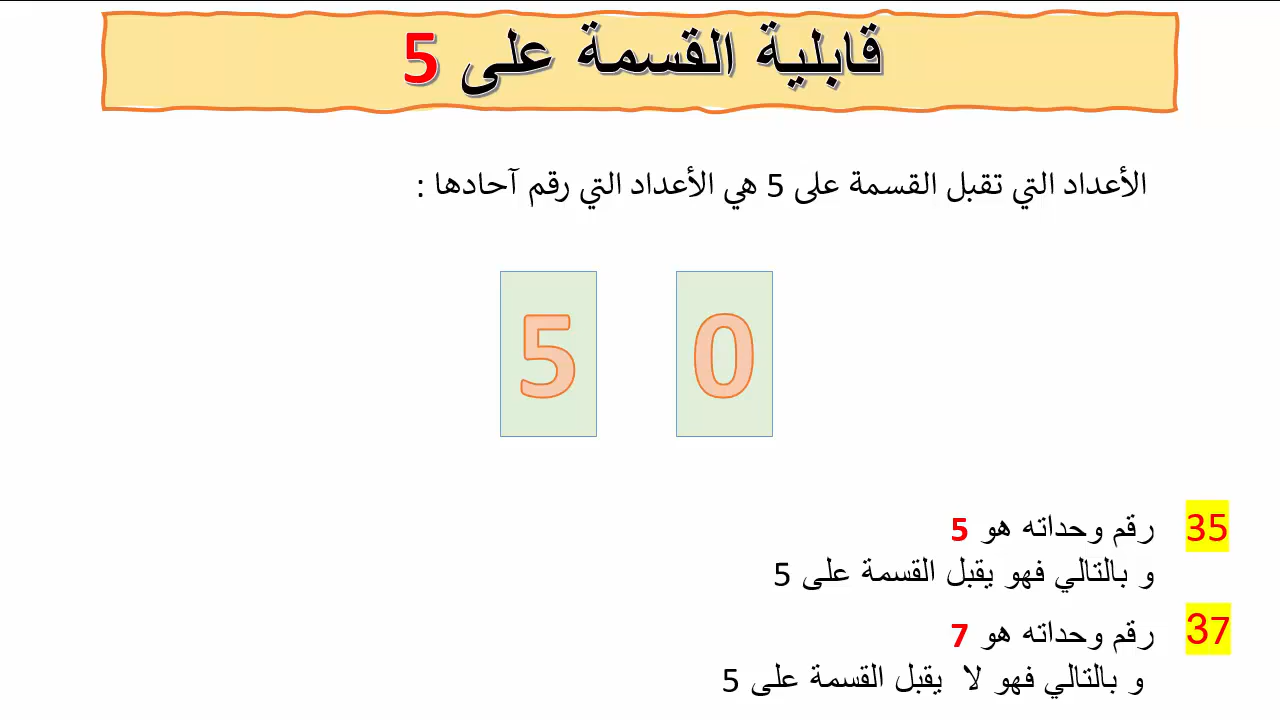 قابلية القسمة على 5
الأعداد التي تقبل القسمة على 5 هي الأعداد التي رقم آحادها :
0 5
35 رقم وحداته هو 5
و بالتالي فهو يقبل القسمة على 5
37 رقم وحداته هو 7
و بالتالي فهو لا يقبل القسمة على 5